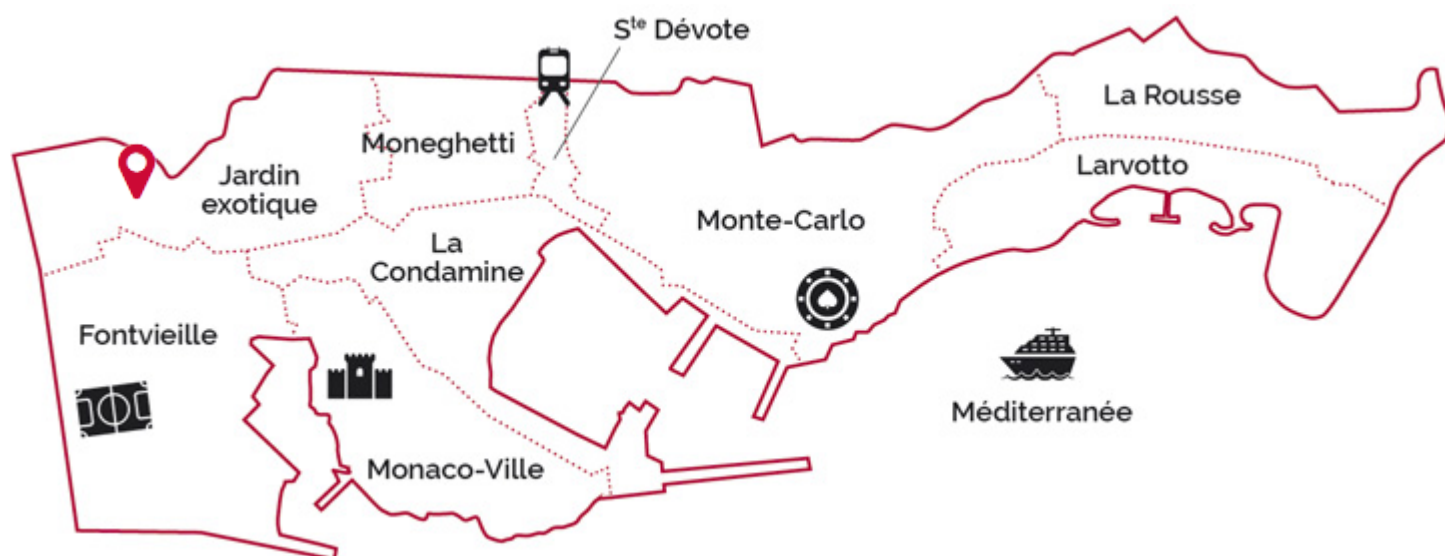 Sᵗᵉ Dévote
La Rousse
Moneghetti
Larvotto
Jardin
exotique
Monte-Carlo
La
Condamine
Fontvieille
Méditerranée
Monaco-Ville